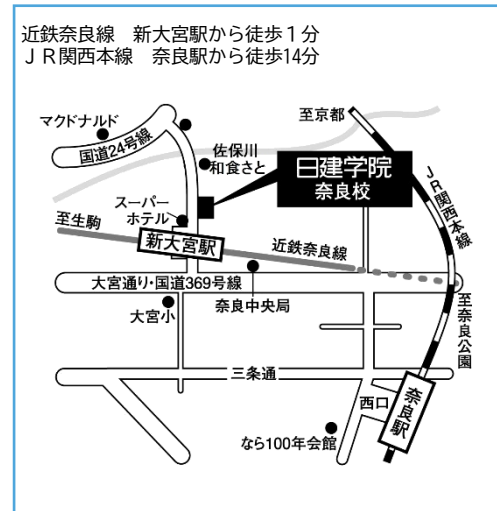 近鉄奈良線　新大宮駅から徒歩１分
ＪＲ関西本線　奈良駅から徒歩14分
マクドナルド
国道24号線
至京都
佐保川
和食さと
日建学院
奈良校
JR関西本線
スーパー
ホテル
至生駒
新大宮駅
近鉄奈良線
大宮通り・国道369号線
奈良中央局
大宮小
至奈良公園
三条通
西口
奈良駅
なら100年会館